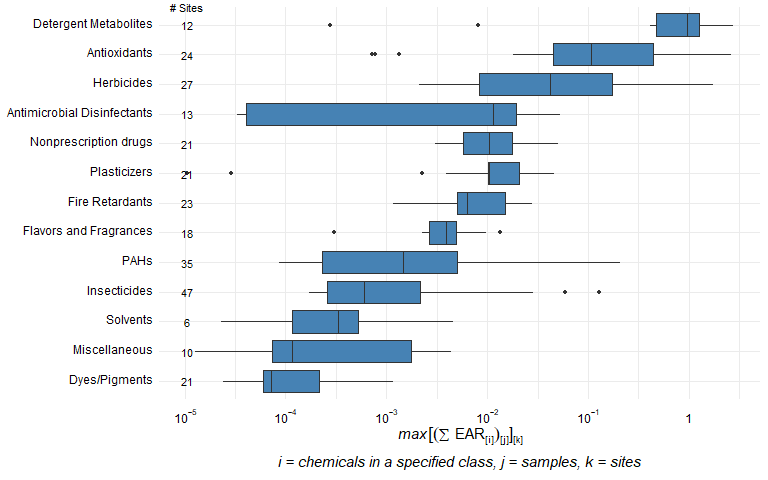 # Sites
Detergent Metabolites 12
Antioxidants 24
Herbicides 27
Antimicrobial Disinfectants 13
Nonprescription drugs 21
Plasticizers 21
Fire Retardants 23
Flavors and Fragrances 18
PAHs 35
Insecticides 47
Solvents 6
Miscellaneous 10
Dyes/Pigments 21
10⁻⁵ 10⁻⁴ 10⁻³ 10⁻² 10⁻¹ 1
max[(Σ EAR[i])[j]][k]
i = chemicals in a specified class, j = samples, k = sites